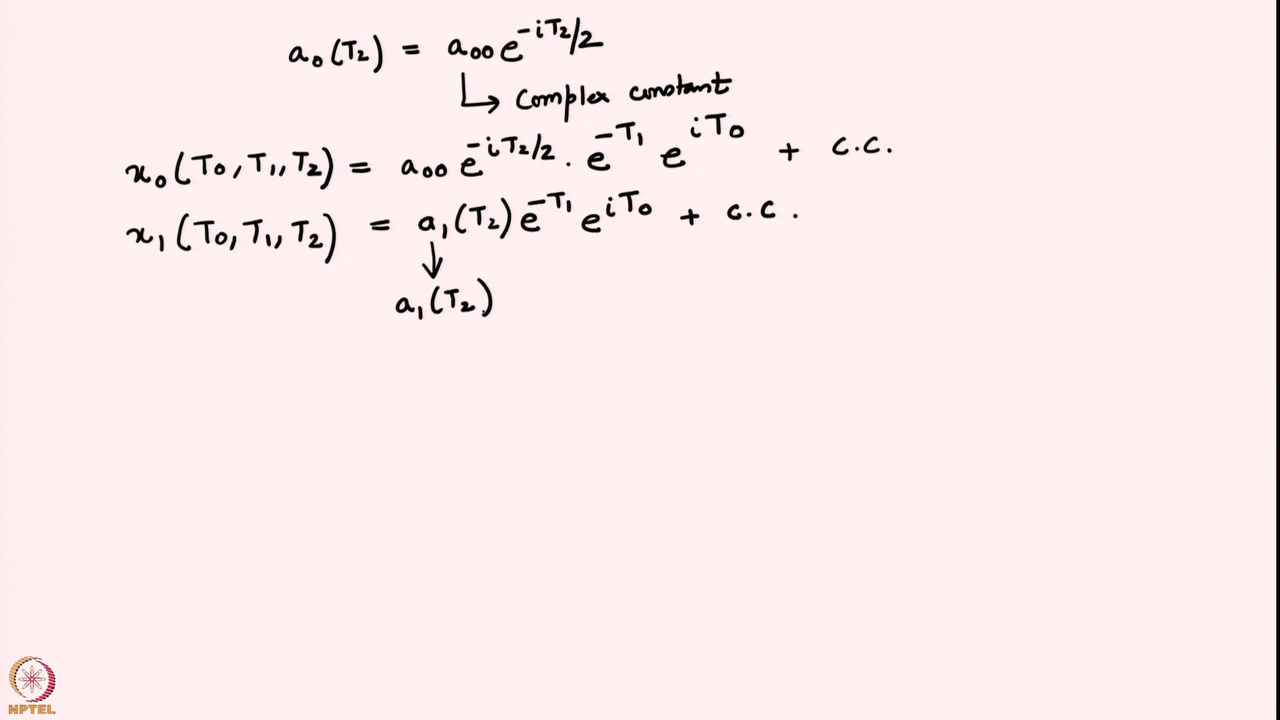 a₀(T₂) = a₀₀ e^{-iT₂/2}
↳ Complex constant
x₀(T₀, T₁, T₂) = a₀₀ e^{-iT₂/2} · e^{-T₁} e^{iT₀} + c.c.
x₁(T₀, T₁, T₂) = a₁(T₂) e^{-T₁} e^{iT₀} + c.c.
↓
a₁(T₂)
NPTEL